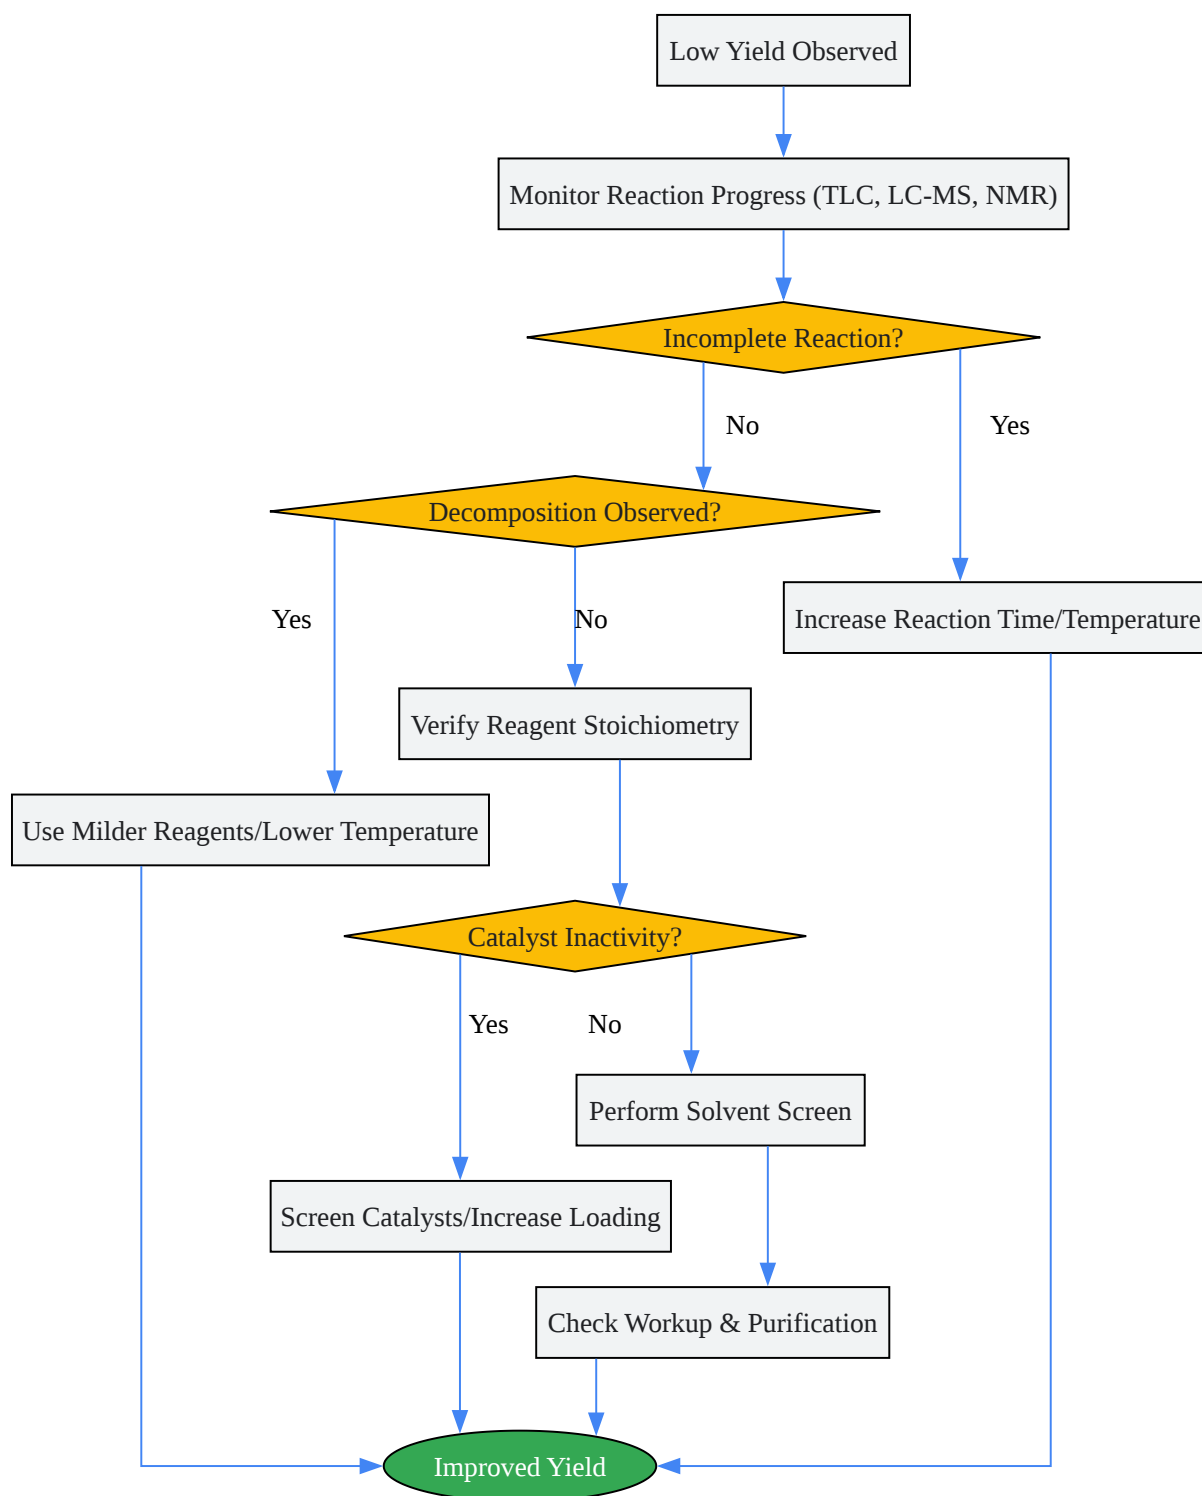 Low Yield Observed
Monitor Reaction Progress (TLC, LC-MS, NMR)
Incomplete Reaction?
No
Yes
Decomposition Observed?
Yes
No
Increase Reaction Time/Temperature
Verify Reagent Stoichiometry
Use Milder Reagents/Lower Temperature
Catalyst Inactivity?
Yes
No
Perform Solvent Screen
Screen Catalysts/Increase Loading
Check Workup & Purification
Improved Yield